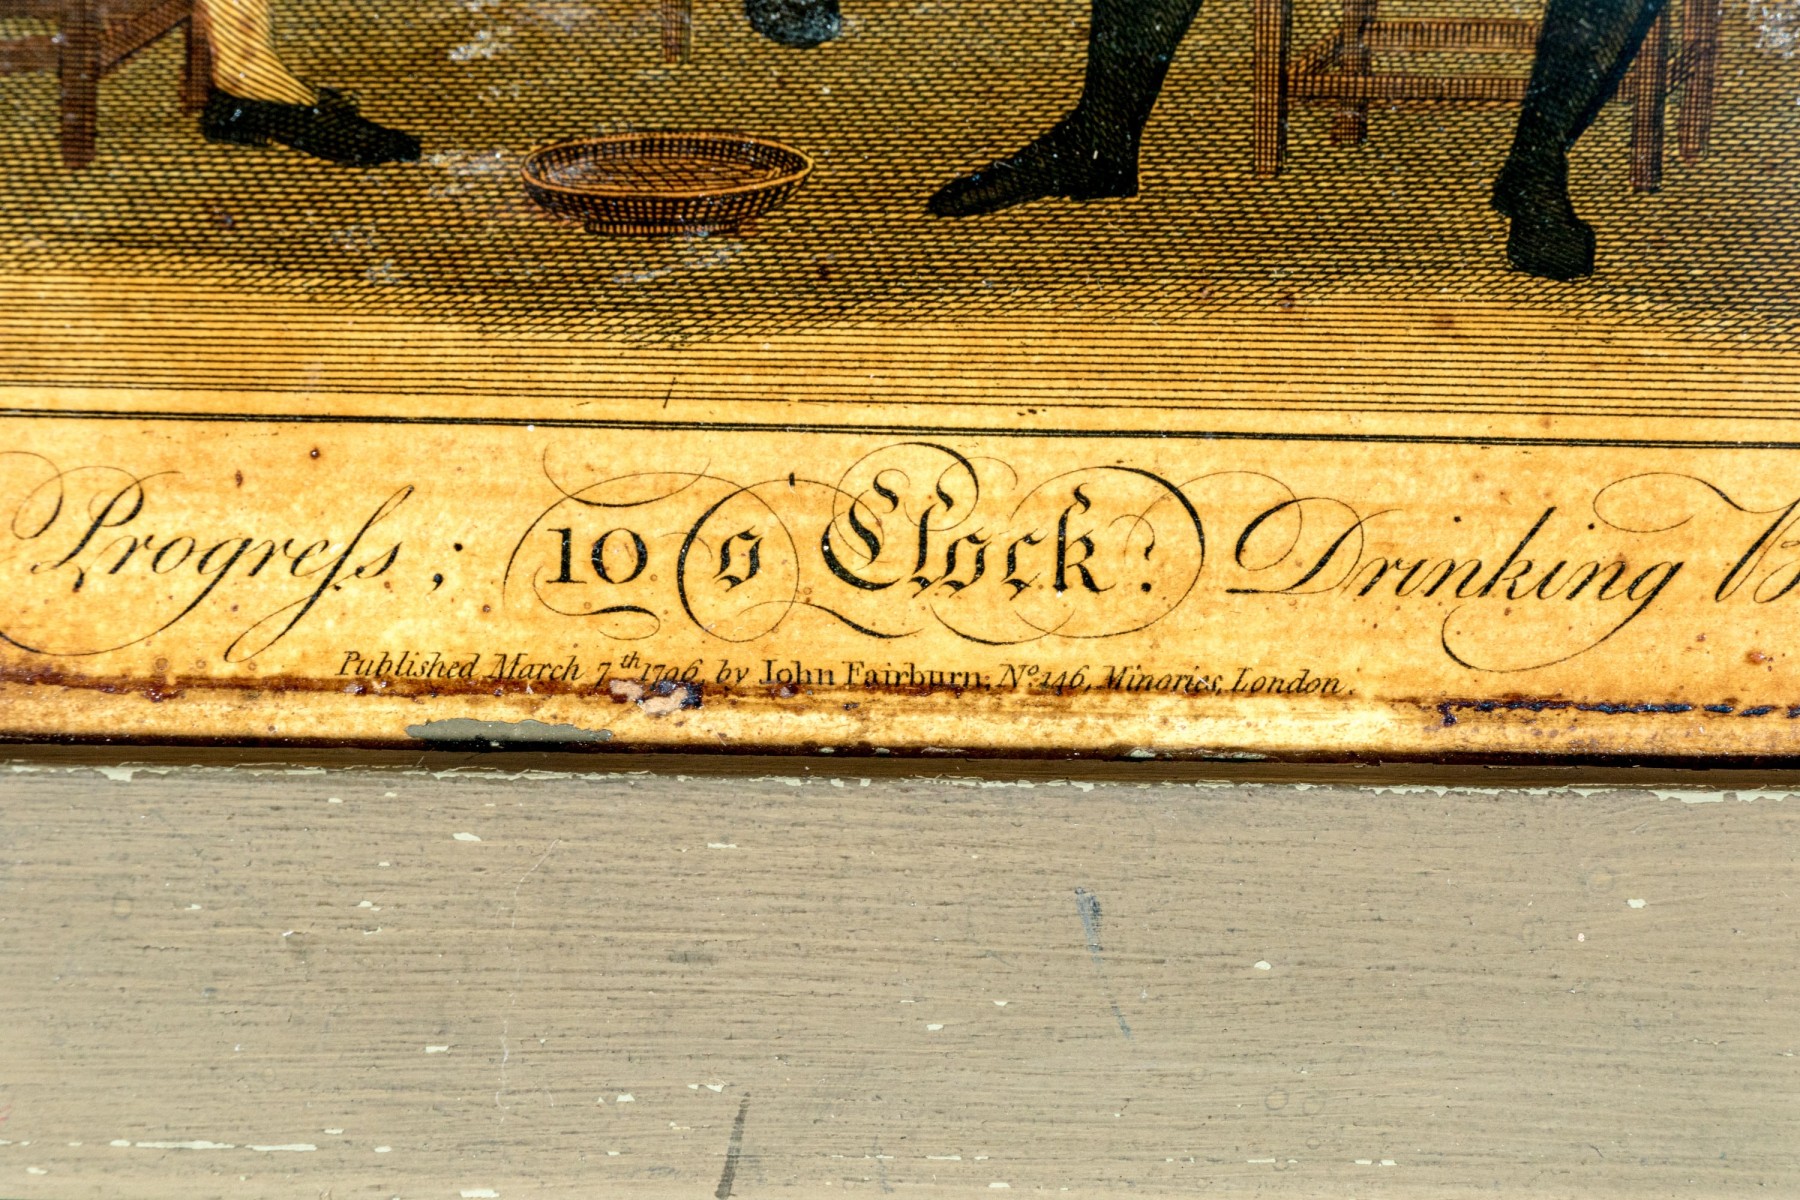 Progreſs; 10 o'Clock. Drinking
Published March 7th 1796, by John Fairburn, No. 146, Minories, London.